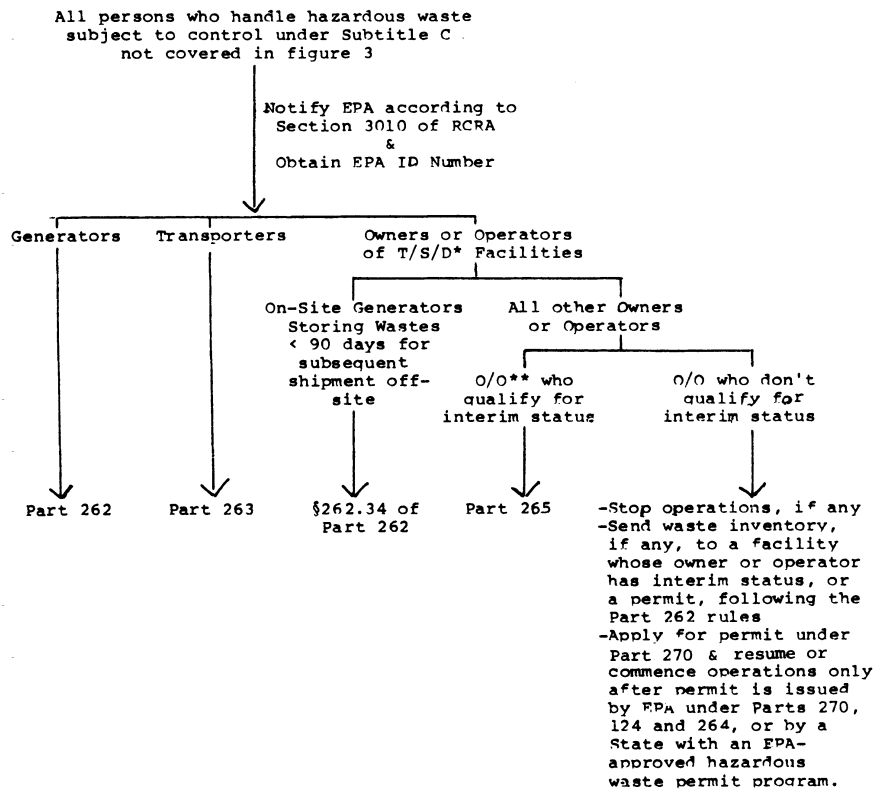 All persons who handle hazardous waste
subject to control under Subtitle C
not covered in figure 3
Notify EPA according to
Section 3010 of RCRA
&
Obtain EPA ID Number
Generators
Transporters
Owners or Operators
of T/S/D* Facilities
On-Site Generators
Storing Wastes
< 90 days for
subsequent
shipment off-
site
All other Owners
or Operators
O/O** who
qualify for
interim status
O/O who don't
qualify for
interim status
Part 262
Part 263
§262.34 of
Part 262
Part 265
-Stop operations, if any
-Send waste inventory,
if any, to a facility
whose owner or operator
has interim status, or
a permit, following the
Part 262 rules
-Apply for permit under
Part 270 & resume or
commence operations only
after permit is issued
by EPA under Parts 270,
124 and 264, or by a
State with an EPA-
approved hazardous
waste permit program.